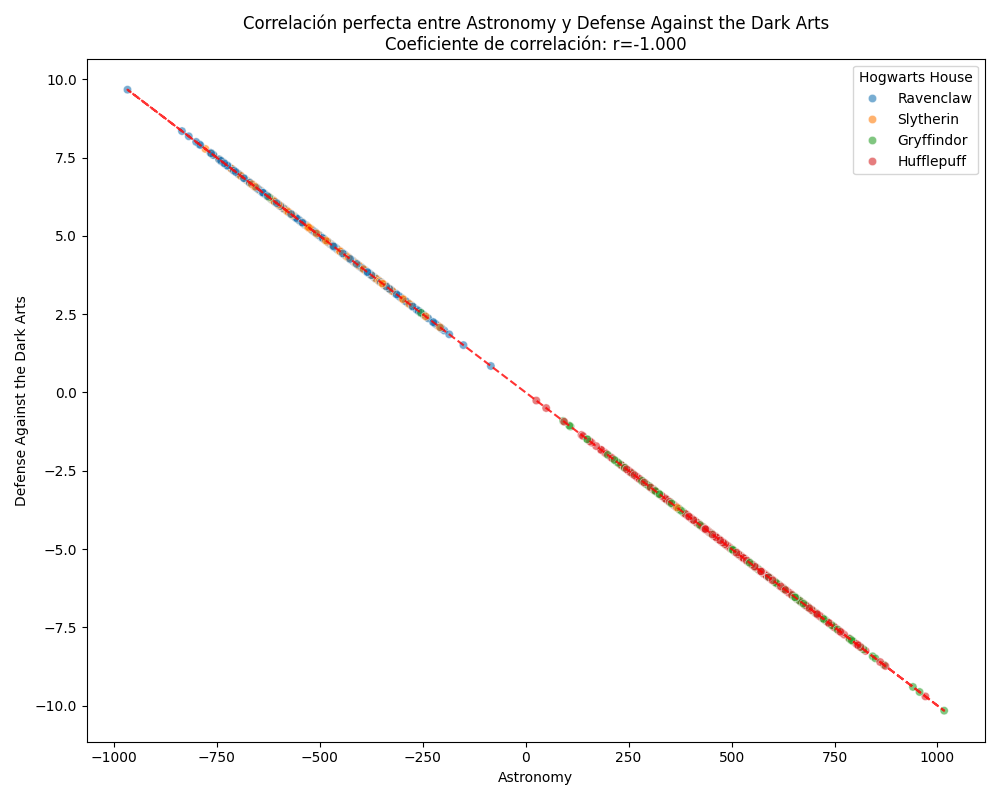 Correlación perfecta entre Astronomy y Defense Against the Dark Arts
Coeficiente de correlación: r=-1.000
Hogwarts House
Ravenclaw
Slytherin
Gryffindor
Hufflepuff
Defense Against the Dark Arts
10.0
7.5
5.0
2.5
0.0
−2.5
−5.0
−7.5
−10.0
−1000
−750
−500
−250
0
250
500
750
1000
Astronomy